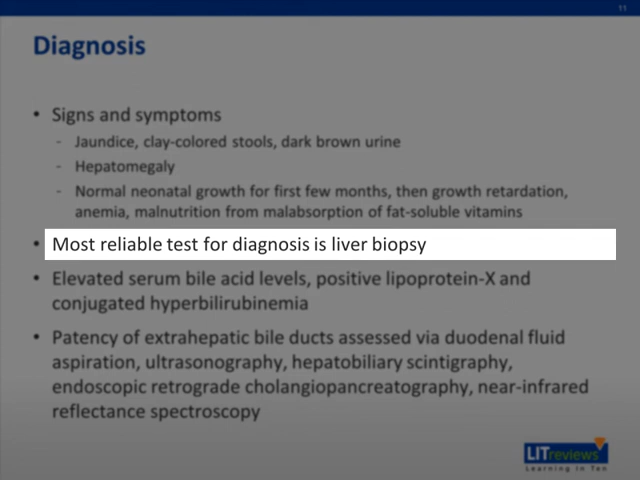 11
Diagnosis
• Signs and symptoms
- Jaundice, clay-colored stools, dark brown urine
- Hepatomegaly
- Normal neonatal growth for first few months, then growth retardation,
anemia, malnutrition from malabsorption of fat-soluble vitamins
• Most reliable test for diagnosis is liver biopsy
• Elevated serum bile acid levels, positive lipoprotein-X and
conjugated hyperbilirubinemia
• Patency of extrahepatic bile ducts assessed via duodenal fluid
aspiration, ultrasonography, hepatobiliary scintigraphy,
endoscopic retrograde cholangiopancreatography, near-infrared
reflectance spectroscopy
LITreviews
Learning in Ten